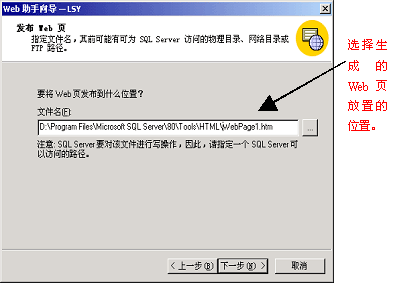 Web 助手向导 — LSY
发布 Web 页
指定文件名，其前可能有可为 SQL Server 访问的物理目录、网络目录或
FTP 路径。
要将 Web 页发布到什么位置？
文件名(F):
D:\Program Files\Microsoft SQL Server\80\Tools\HTML\WebPage1.htm
...
注意: SQL Server 要对该文件进行写操作，因此，请指定一个 SQL Server 可
以访问的路径。
< 上一步(B)
下一步(N) >
取消
选择生
成 的
Web 页
放置的
位置。